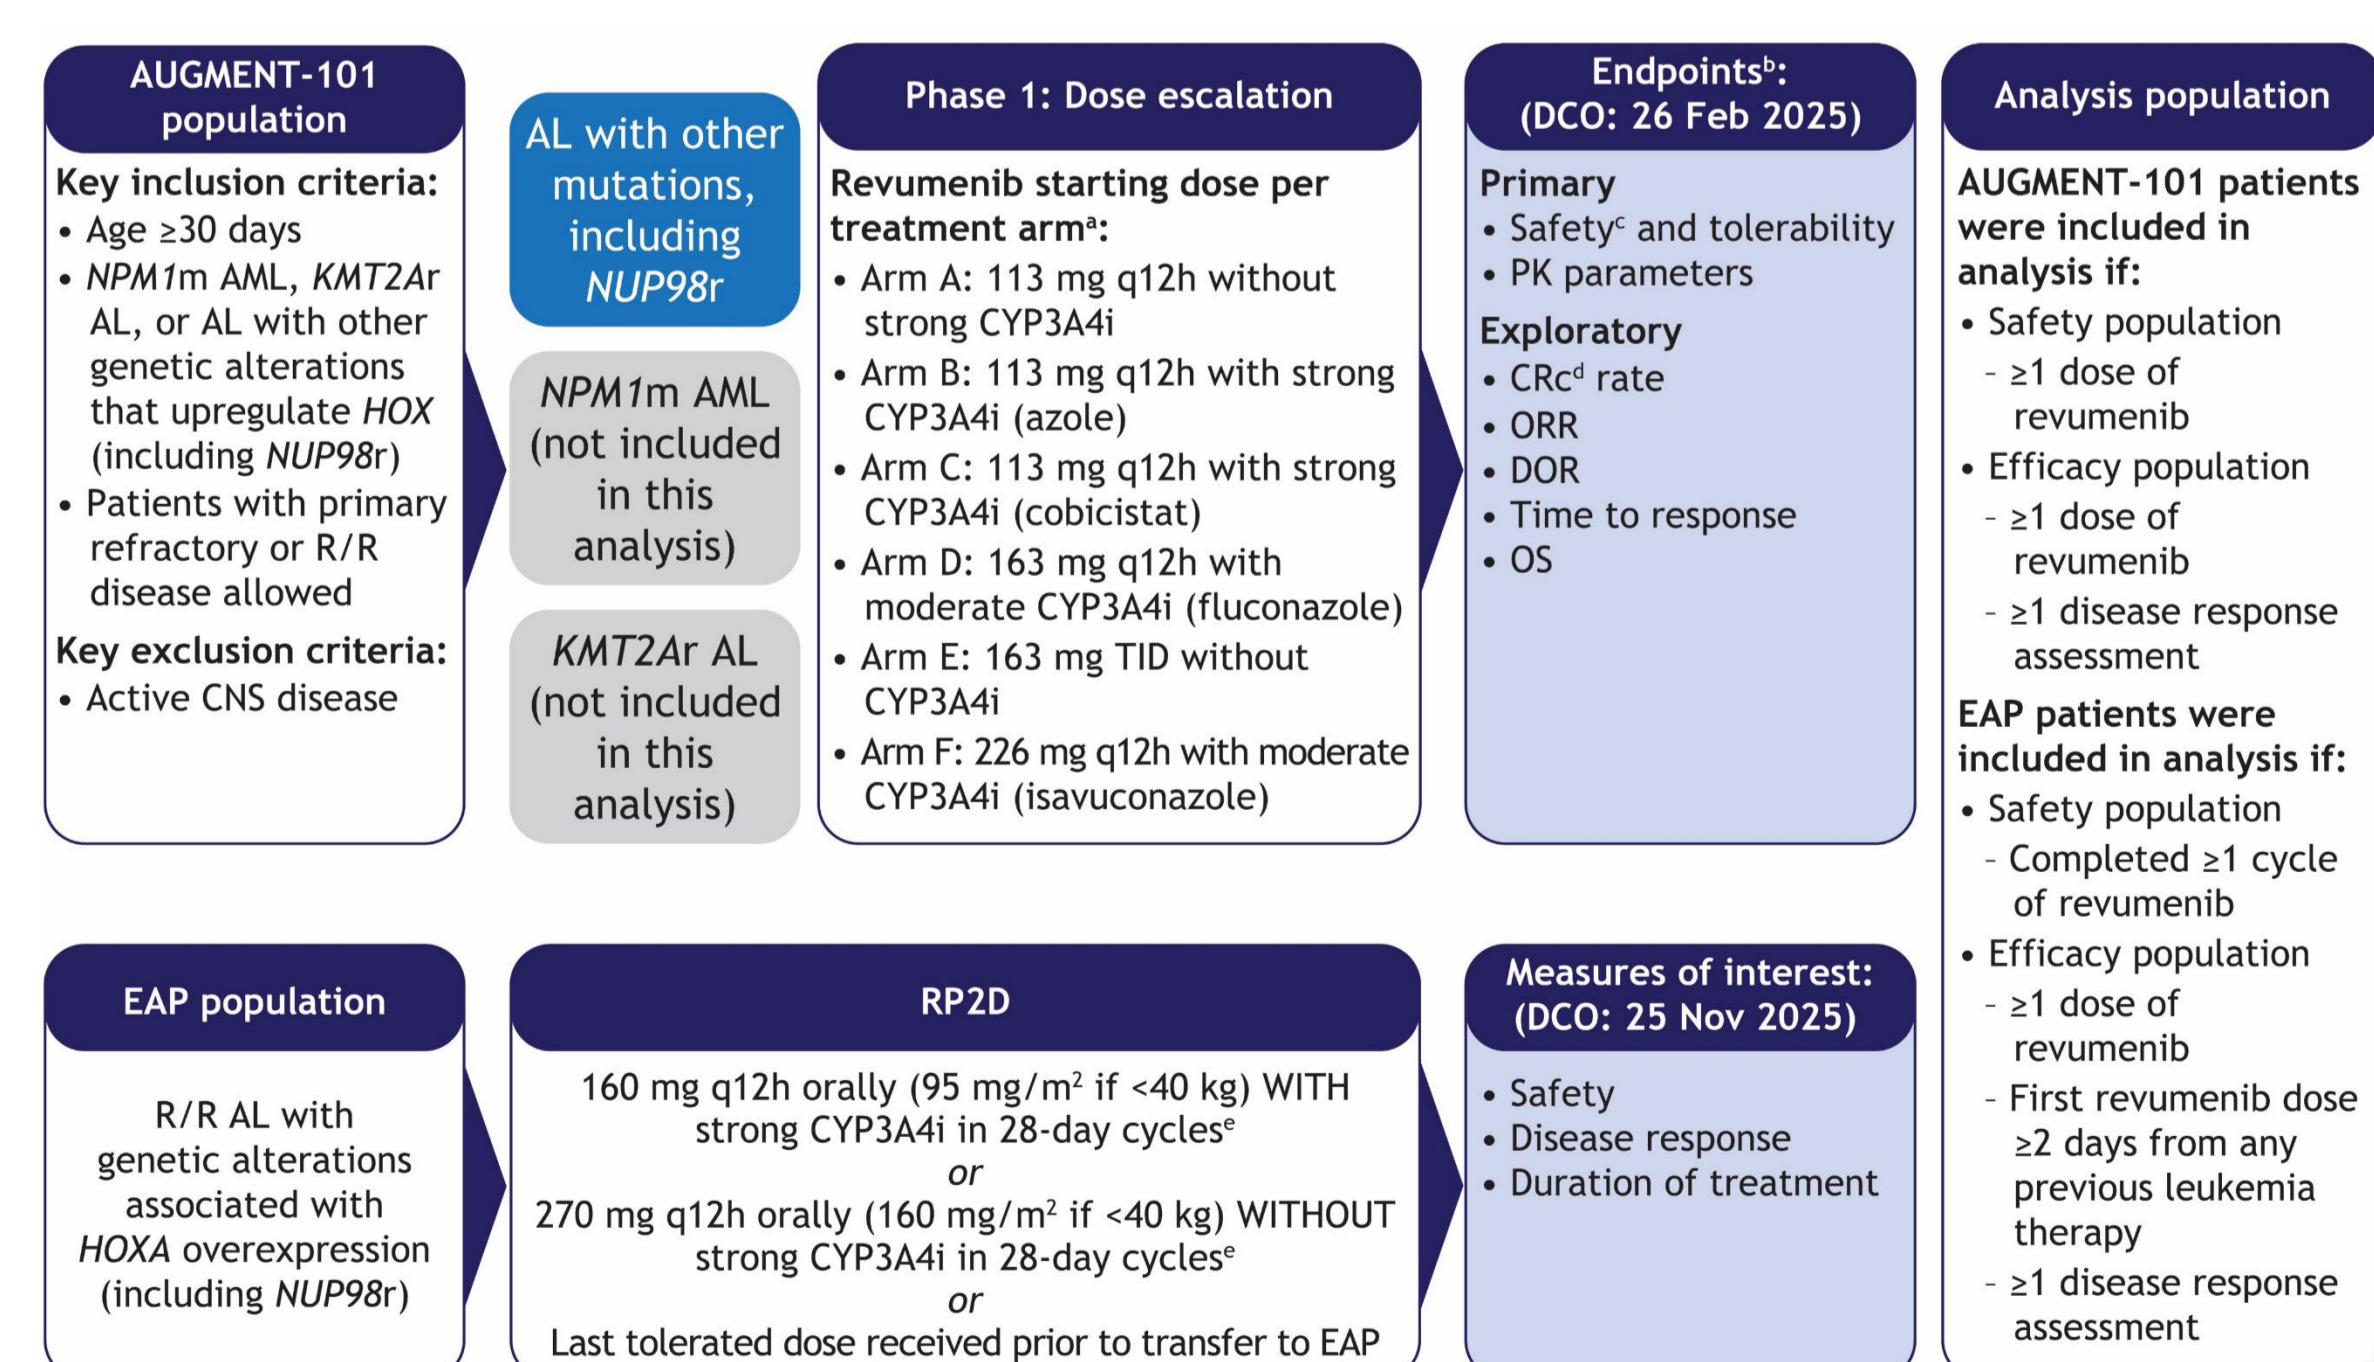 AUGMENT-101
population
Key inclusion criteria:
• Age ≥30 days
• NPM1m AML, KMT2Ar
AL, or AL with other
genetic alterations
that upregulate HOX
(including NUP98r)
• Patients with primary
refractory or R/R
disease allowed
Key exclusion criteria:
• Active CNS disease
AL with other
mutations,
including
NUP98r
NPM1m AML
(not included
in this
analysis)
KMT2Ar AL
(not included
in this
analysis)
Phase 1: Dose escalation
Revumenib starting dose per
treatment armᵃ:
• Arm A: 113 mg q12h without
strong CYP3A4i
• Arm B: 113 mg q12h with strong
CYP3A4i (azole)
• Arm C: 113 mg q12h with strong
CYP3A4i (cobicistat)
• Arm D: 163 mg q12h with
moderate CYP3A4i (fluconazole)
• Arm E: 163 mg TID without
CYP3A4i
• Arm F: 226 mg q12h with moderate
CYP3A4i (isavuconazole)
Endpointsᵇ:
(DCO: 26 Feb 2025)
Primary
• Safetyᶜ and tolerability
• PK parameters
Exploratory
• CRcᵈ rate
• ORR
• DOR
• Time to response
• OS
Analysis population
AUGMENT-101 patients
were included in
analysis if:
• Safety population
- ≥1 dose of
revumenib
• Efficacy population
- ≥1 dose of
revumenib
- ≥1 disease response
assessment
EAP patients were
included in analysis if:
• Safety population
- Completed ≥1 cycle
of revumenib
• Efficacy population
- ≥1 dose of
revumenib
- First revumenib dose
≥2 days from any
previous leukemia
therapy
- ≥1 disease response
assessment
EAP population
R/R AL with
genetic alterations
associated with
HOXA overexpression
(including NUP98r)
RP2D
160 mg q12h orally (95 mg/m² if <40 kg) WITH
strong CYP3A4i in 28-day cyclesᵉ
or
270 mg q12h orally (160 mg/m² if <40 kg) WITHOUT
strong CYP3A4i in 28-day cyclesᵉ
or
Last tolerated dose received prior to transfer to EAP
Measures of interest:
(DCO: 25 Nov 2025)
• Safety
• Disease response
• Duration of treatment